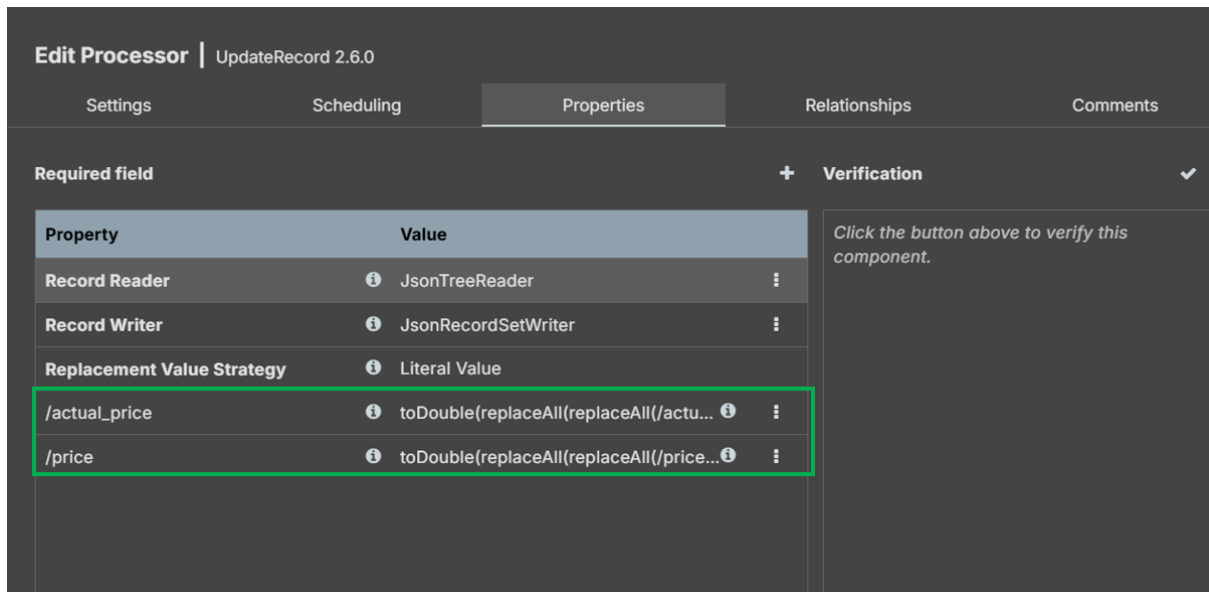 Edit Processor | UpdateRecord 2.6.0
Settings Scheduling Properties Relationships Comments
Required field
Verification
Property Value
Click the button above to verify this
component.
Record Reader JsonTreeReader
Record Writer JsonRecordSetWriter
Replacement Value Strategy Literal Value
/actual_price toDouble(replaceAll(replaceAll(/actu...
/price toDouble(replaceAll(replaceAll(/price...